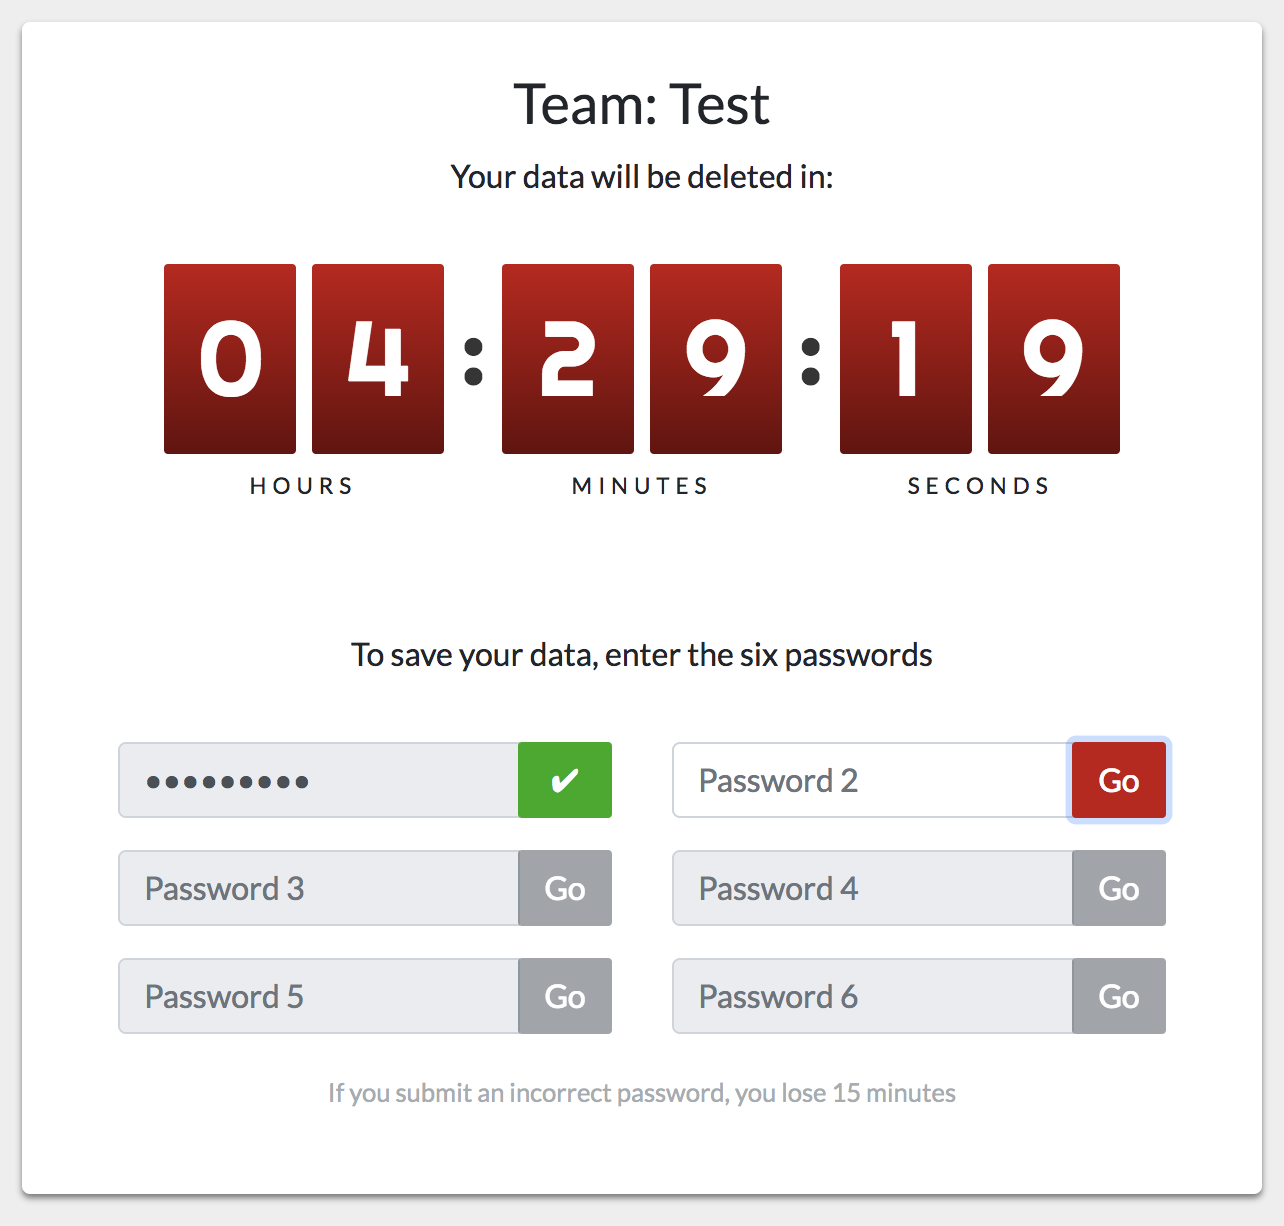 Team: Test
Your data will be deleted in:
04:29:19
HOURS MINUTES SECONDS
To save your data, enter the six passwords
••••••••• ✔ Password 2 Go
Password 3 Go Password 4 Go
Password 5 Go Password 6 Go
If you submit an incorrect password, you lose 15 minutes